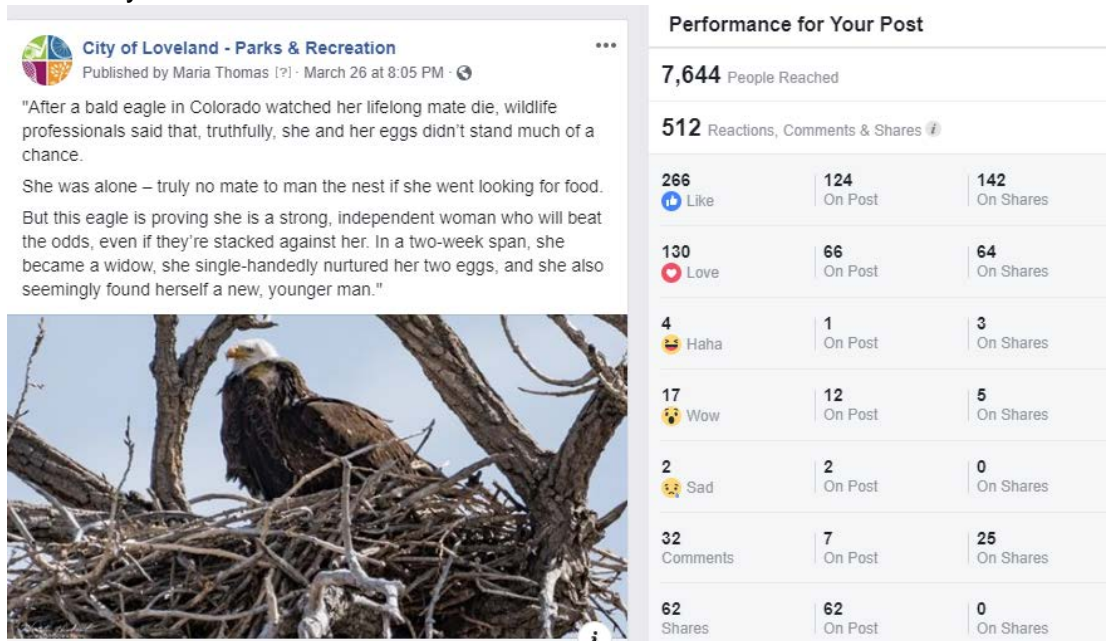 City of Loveland - Parks & Recreation
Published by Maria Thomas [?] · March 26 at 8:05 PM ·
"After a bald eagle in Colorado watched her lifelong mate die, wildlife
professionals said that, truthfully, she and her eggs didn't stand much of a
chance.
She was alone – truly no mate to man the nest if she went looking for food.
But this eagle is proving she is a strong, independent woman who will beat
the odds, even if they're stacked against her. In a two-week span, she
became a widow, she single-handedly nurtured her two eggs, and she also
seemingly found herself a new, younger man."
Performance for Your Post
7,644 People Reached
512 Reactions, Comments & Shares i
266 124 142
Like On Post On Shares
130 66 64
Love On Post On Shares
4 1 3
Haha On Post On Shares
17 12 5
Wow On Post On Shares
2 2 0
Sad On Post On Shares
32 7 25
Comments On Post On Shares
62 62 0
Shares On Post On Shares